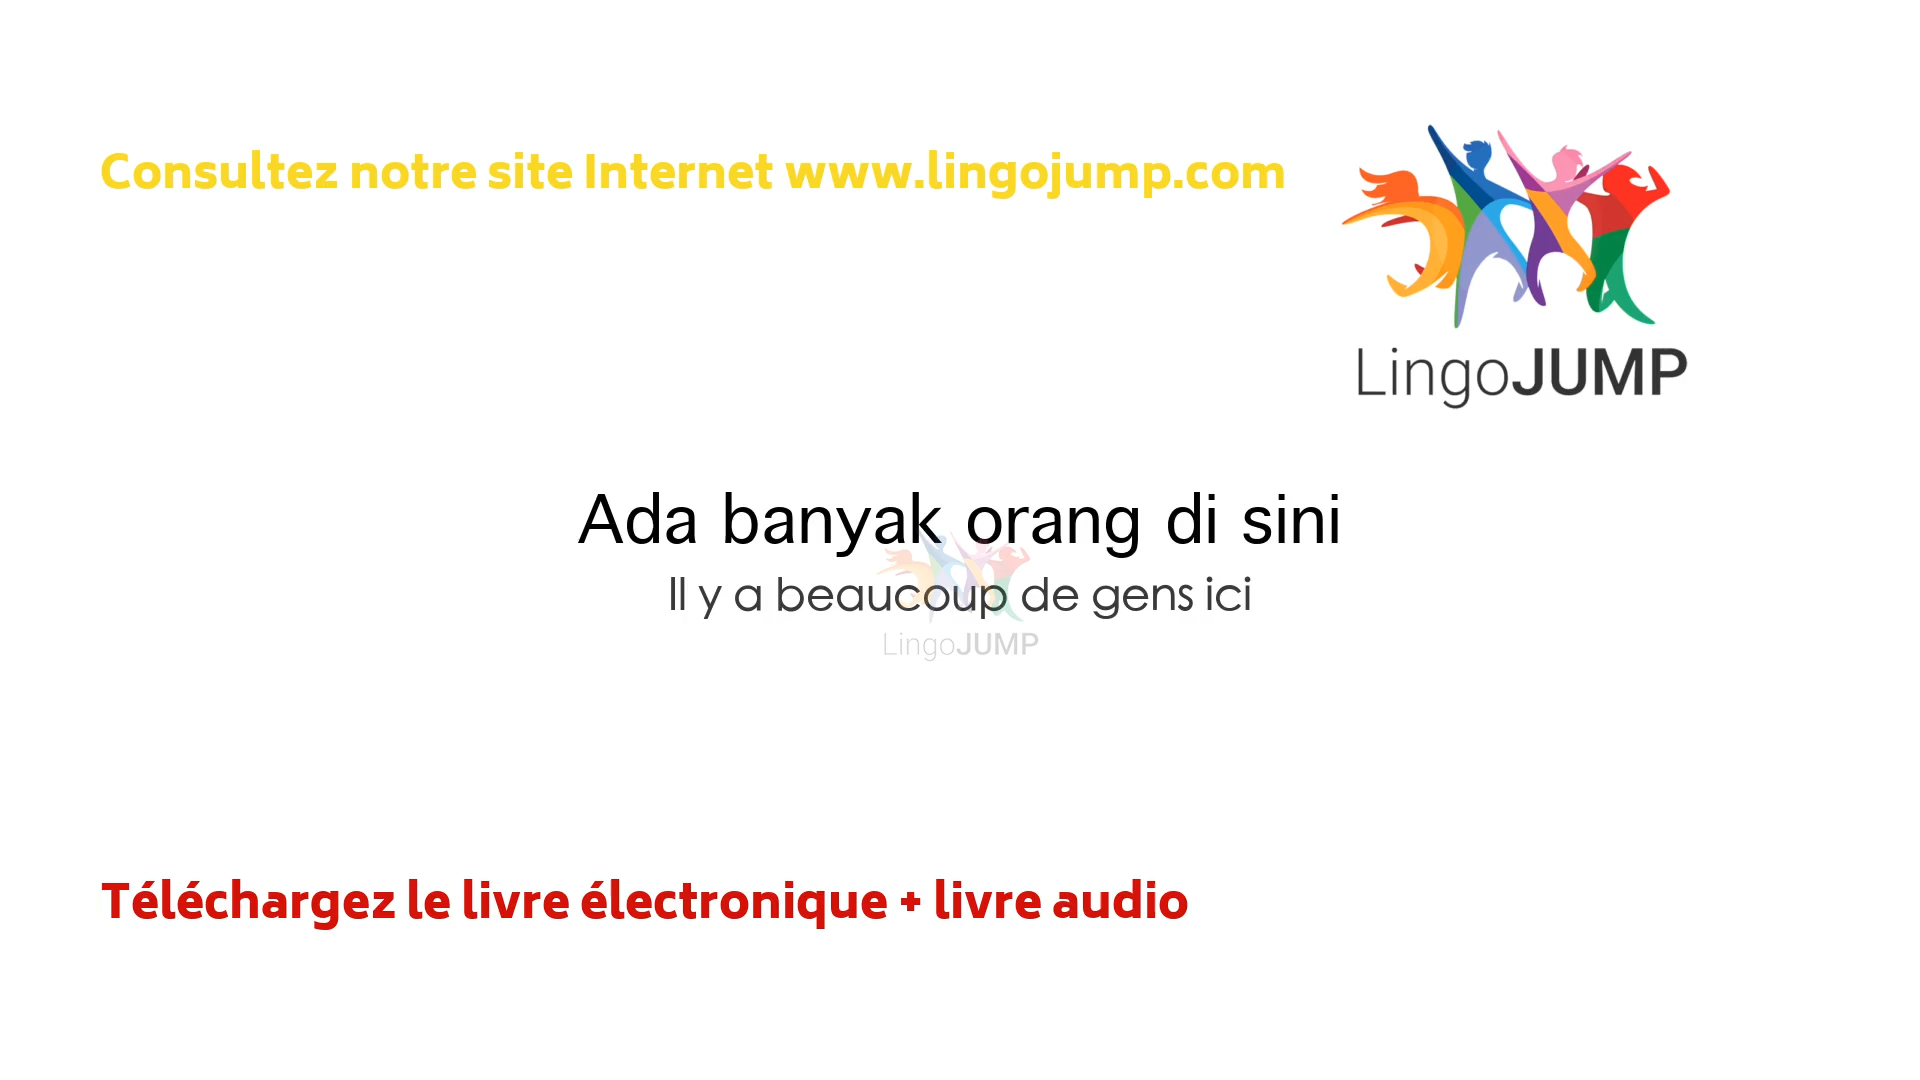 Consultez notre site Internet www.lingojump.com
LingoJUMP
Ada banyak orang di sini
Il y a beaucoup de gens ici
LingoJUMP
Téléchargez le livre électronique + livre audio